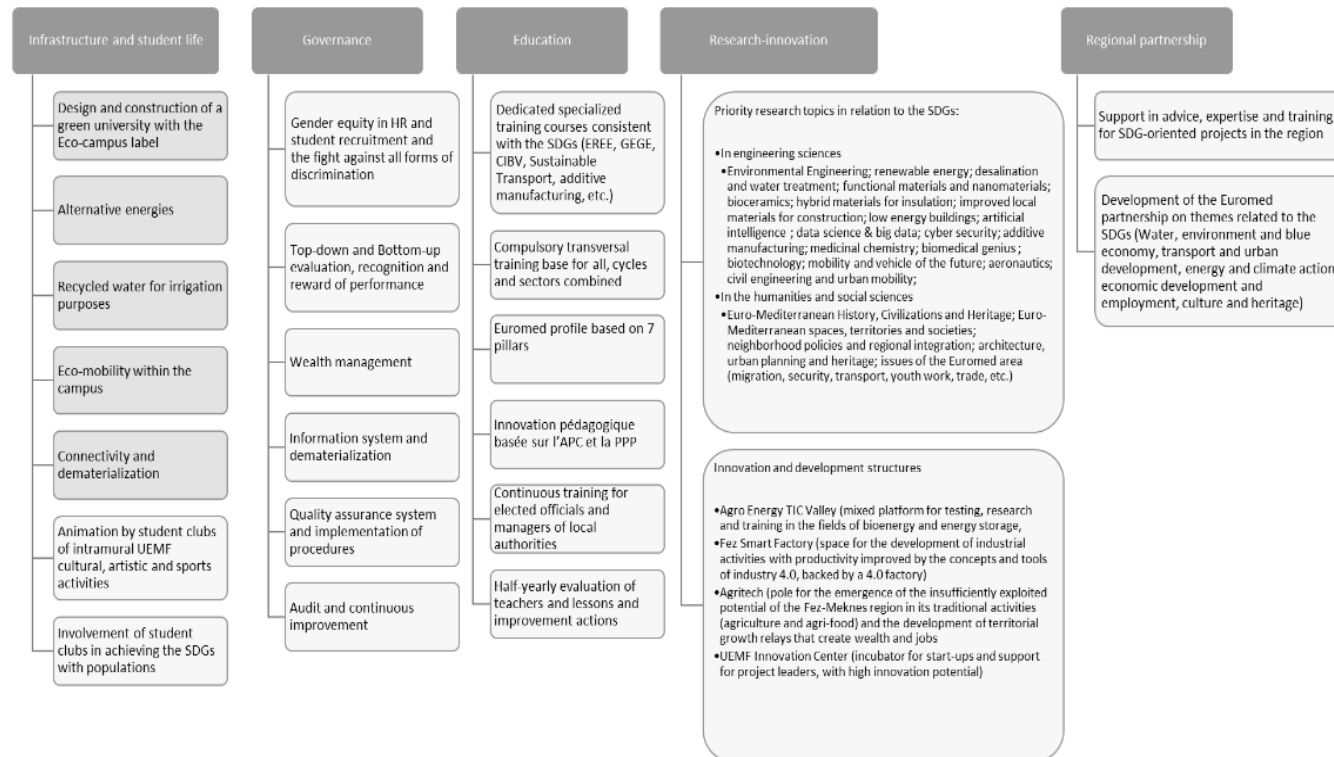 Infrastructure and student life
Design and construction of a
green university with the
Eco-campus label
Alternative energies
Recycled water for irrigation
purposes
Eco-mobility within the
campus
Connectivity and
dematerialization
Animation by student clubs
of intramural UEMF
cultural, artistic and sports
activities
Involvement of student
clubs in achieving the SDGs
with populations
Governance
Gender equity in HR and
student recruitment and
the fight against all forms of
discrimination
Top-down and Bottom-up
evaluation, recognition and
reward of performance
Wealth management
Information system and
dematerialization
Quality assurance system
and implementation of
procedures
Audit and continuous
improvement
Education
Dedicated specialized
training courses consistent
with the SDGs (EREE, GEGE,
CIBV, Sustainable
Transport, additive
manufacturing, etc.)
Compulsory transversal
training base for all, cycles
and sectors combined
Euromed profile based on 7
pillars
Innovation pédagogique
basée sur l'APC et la PPP
Continuous training for
elected officials and
managers of local
authorities
Half-yearly evaluation of
teachers and lessons and
improvement actions
Research-innovation
Priority research topics in relation to the SDGs:
•In engineering sciences
•Environmental Engineering; renewable energy; desalination
and water treatment; functional materials and nanomaterials;
bioceramics; hybrid materials for insulation; improved local
materials for construction; low energy buildings; artificial
intelligence ; data science & big data; cyber security; additive
manufacturing; medicinal chemistry; biomedical genius ;
biotechnology; mobility and vehicle of the future; aeronautics;
civil engineering and urban mobility;
•In the humanities and social sciences
•Euro-Mediterranean History, Civilizations and Heritage; Euro-
Mediterranean spaces, territories and societies;
neighborhood policies and regional integration; architecture,
urban planning and heritage; issues of the Euromed area
(migration, security, transport, youth work, trade, etc.)
Innovation and development structures
•Agro Energy TIC Valley (mixed platform for testing, research
and training in the fields of bioenergy and energy storage,
•Fez Smart Factory (space for the development of industrial
activities with productivity improved by the concepts and tools
of industry 4.0, backed by a 4.0 factory)
•Agritech (pole for the emergence of the insufficiently exploited
potential of the Fez-Meknes region in its traditional activities
(agriculture and agri-food) and the development of territorial
growth relays that create wealth and jobs
•UEMF Innovation Center (incubator for start-ups and support
for project leaders, with high innovation potential)
Regional partnership
Support in advice, expertise and training
for SDG-oriented projects in the region
Development of the Euromed
partnership on themes related to the
SDGs (Water, environment and blue
economy, transport and urban
development, energy and climate action
economic development and
employment, culture and heritage)